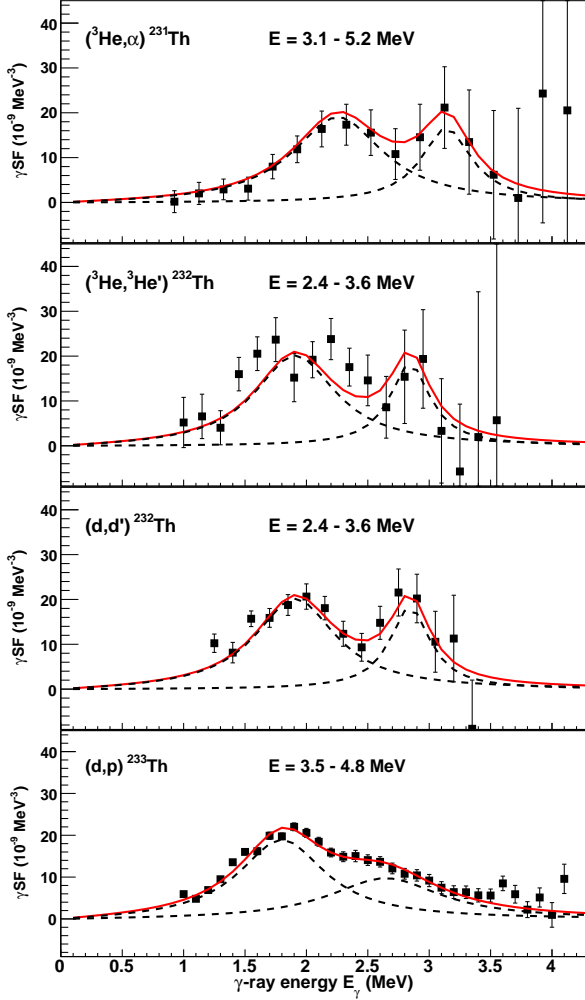 (³He,α) ²³¹Th E = 3.1 - 5.2 MeV
γSF (10⁻⁹ MeV⁻³)
40
30
20
10
0
(³He,³He') ²³²Th E = 2.4 - 3.6 MeV
γSF (10⁻⁹ MeV⁻³)
40
30
20
10
0
(d,d') ²³²Th E = 2.4 - 3.6 MeV
γSF (10⁻⁹ MeV⁻³)
40
30
20
10
0
(d,p) ²³³Th E = 3.5 - 4.8 MeV
γSF (10⁻⁹ MeV⁻³)
40
30
20
10
0
0 0.5 1 1.5 2 2.5 3 3.5 4
γ-ray energy E_γ (MeV)